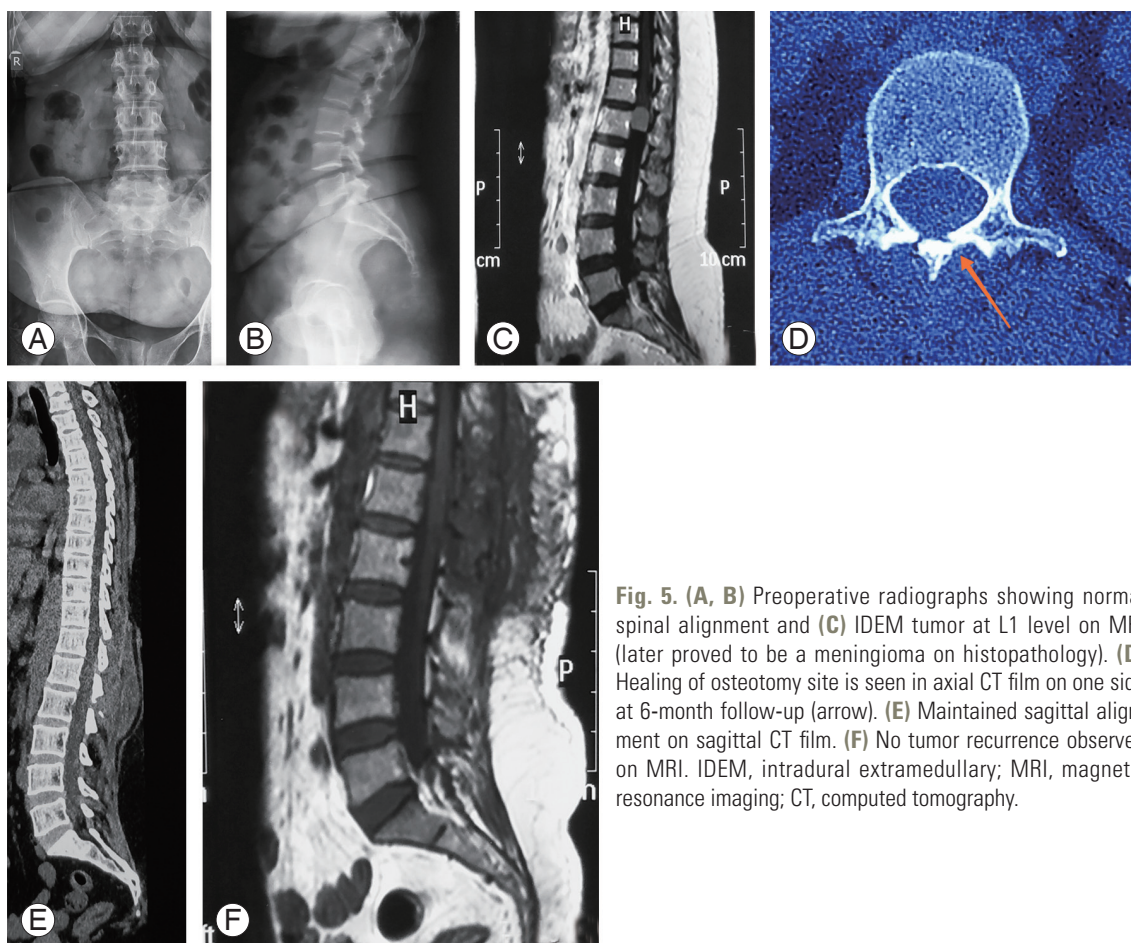 R
A
B
H
P
P
cm
10 cm
C
D
E
H
P
F
Fig. 5. (A, B) Preoperative radiographs showing norma
spinal alignment and (C) IDEM tumor at L1 level on MR
(later proved to be a meningioma on histopathology). (D
Healing of osteotomy site is seen in axial CT film on one sid
at 6-month follow-up (arrow). (E) Maintained sagittal align
ment on sagittal CT film. (F) No tumor recurrence observe
on MRI. IDEM, intradural extramedullary; MRI, magnet
resonance imaging; CT, computed tomography.